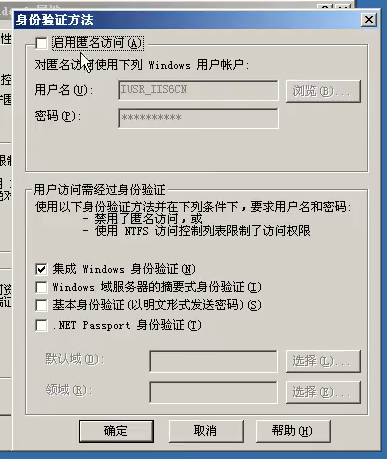 身份验证方法
启用匿名访问(A)
对匿名访问使用下列 Windows 用户帐户:
用户名(U): IUSR_IIS6CN 浏览(B)...
密码(P): **********
用户访问需经过身份验证
使用以下身份验证方法并在下列条件下，要求用户名和密码:
- 禁用了匿名访问，或
- 使用 NTFS 访问控制列表限制了访问权限
集成 Windows 身份验证(N)
Windows 域服务器的摘要式身份验证(I)
基本身份验证(以明文形式发送密码)(S)
.NET Passport 身份验证(T)
默认域(D): 选择(L)...
领域(R): 选择(E)...
确定 取消 帮助(H)